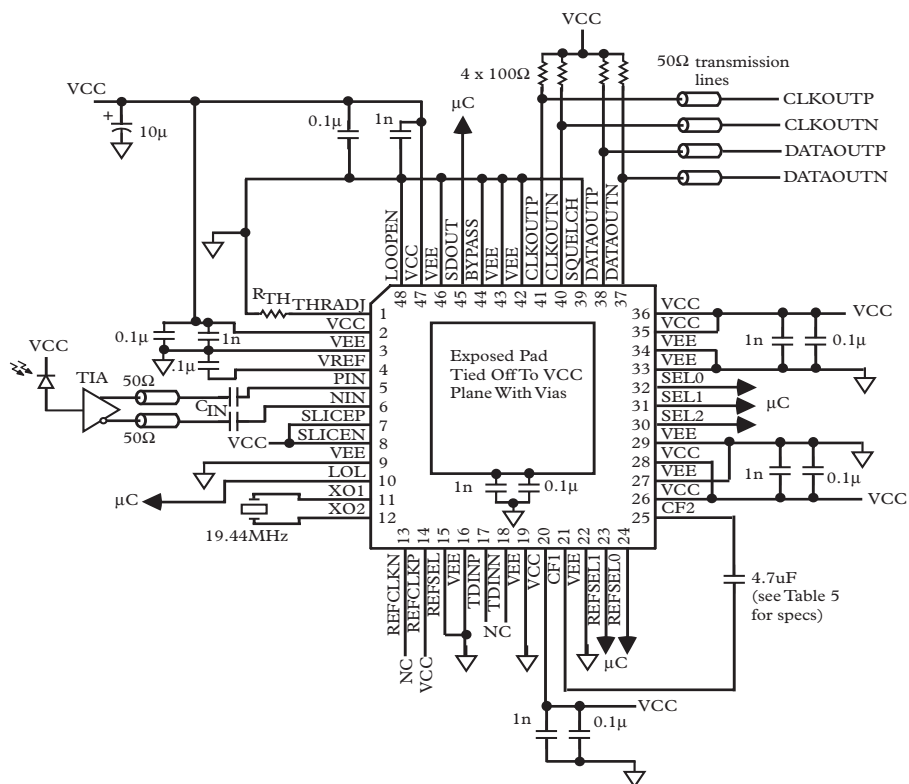 VCC
4 x 100Ω
50Ω transmission
lines
CLKOUTP
CLKOUTN
DATAOUTP
DATAOUTN
VCC
+
10µ
0.1µ
1n
µC
LOOPEN
VCC
VEE
SDOUT
BYPASS
VEE
VEE
CLKOUTP
CLKOUTN
SQUELCH
DATAOUTP
DATAOUTN
48
47
46
45
44
43
42
41
40
39
38
37
RTH
THRADJ
1
VCC
2
VEE
3
VREF
4
PIN
5
NIN
6
SLICEP
7
SLICEN
8
VEE
9
LOL
10
XO1
11
XO2
12
0.1µ
1n
.1µ
VCC
TIA
50Ω
50Ω
CIN
VCC
µC
19.44MHz
Exposed Pad
Tied Off To VCC
Plane With Vias
1n
0.1µ
36
VCC
35
VCC
34
VEE
33
VEE
32
SEL0
31
SEL1
30
SEL2
29
VEE
28
VCC
27
VEE
26
VCC
25
CF2
VCC
1n
0.1µ
µC
1n
0.1µ
VCC
4.7uF
(see Table 5
for specs)
13
14
15
16
17
18
19
20
21
22
23
24
REFCLKN
REFCLKP
REFSEL
VEE
TDINP
TDINN
VEE
VCC
CF1
VEE
REFSEL1
REFSEL0
NC
VCC
NC
µC
VCC
1n
0.1µ